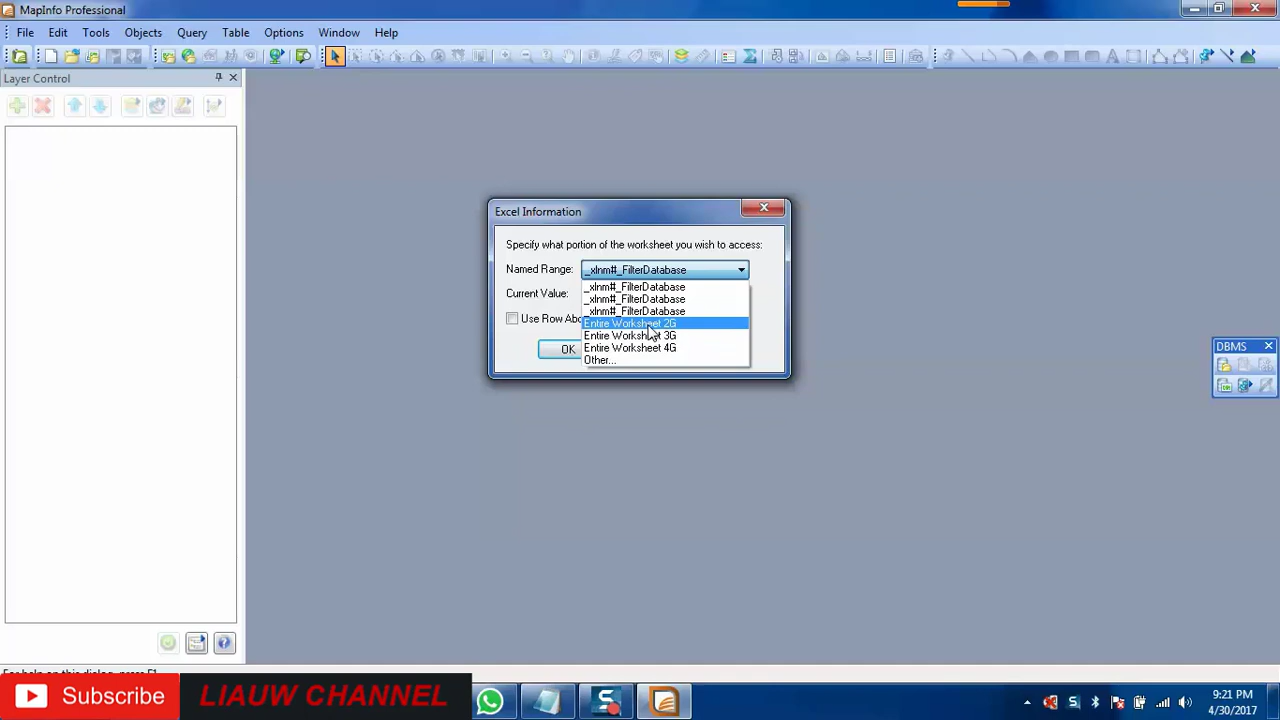 MapInfo Professional
File Edit Tools Objects Query Table Options Window Help
Layer Control
Excel Information
Specify what portion of the worksheet you wish to access:
Named Range: _xlnm#_FilterDatabase
_xlnm#_FilterDatabase
Current Value: _xlnm#_FilterDatabase
_xlnm#_FilterDatabase
Use Row Abo Entire Worksheet 2G
Entire Worksheet 3G
OK Entire Worksheet 4G
Other...
DBMS
Subscribe
LIAUW CHANNEL
9:21 PM
4/30/2017